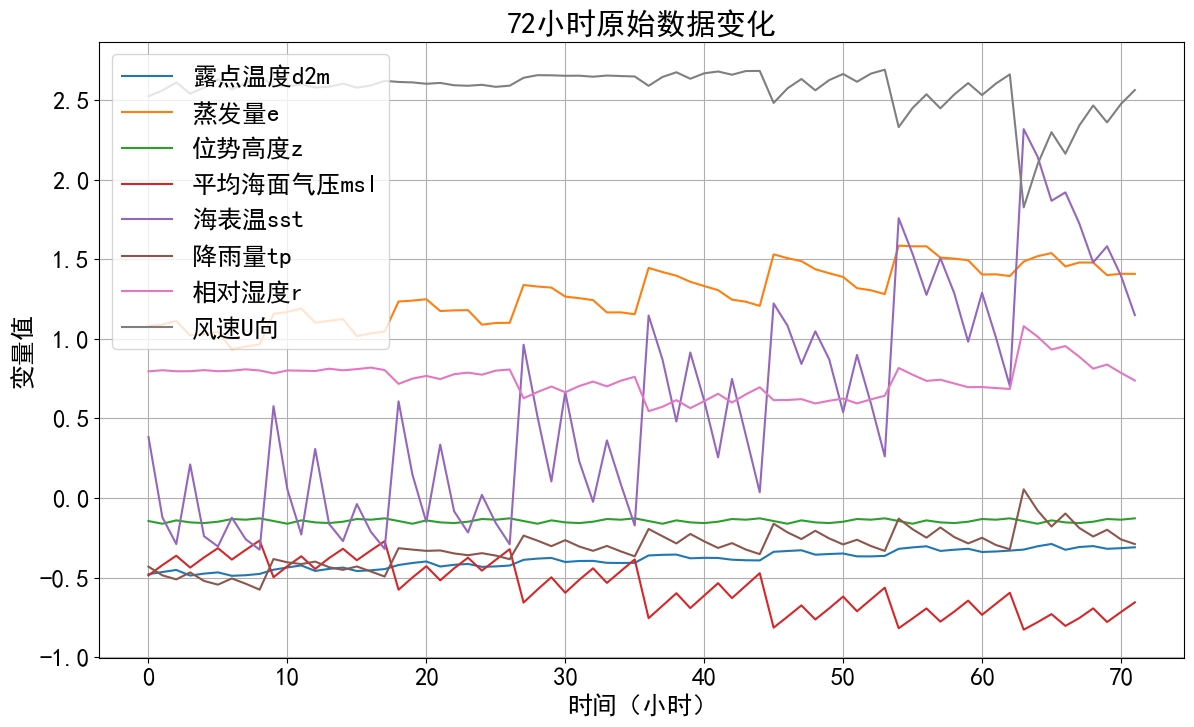 72小时原始数据变化
露点温度d2m
蒸发量e
位势高度z
平均海面气压msl
海表温sst
降雨量tp
相对湿度r
风速U向
变量值
2.5
2.0
1.5
1.0
0.5
0.0
−0.5
−1.0
0 10 20 30 40 50 60 70
时间（小时）